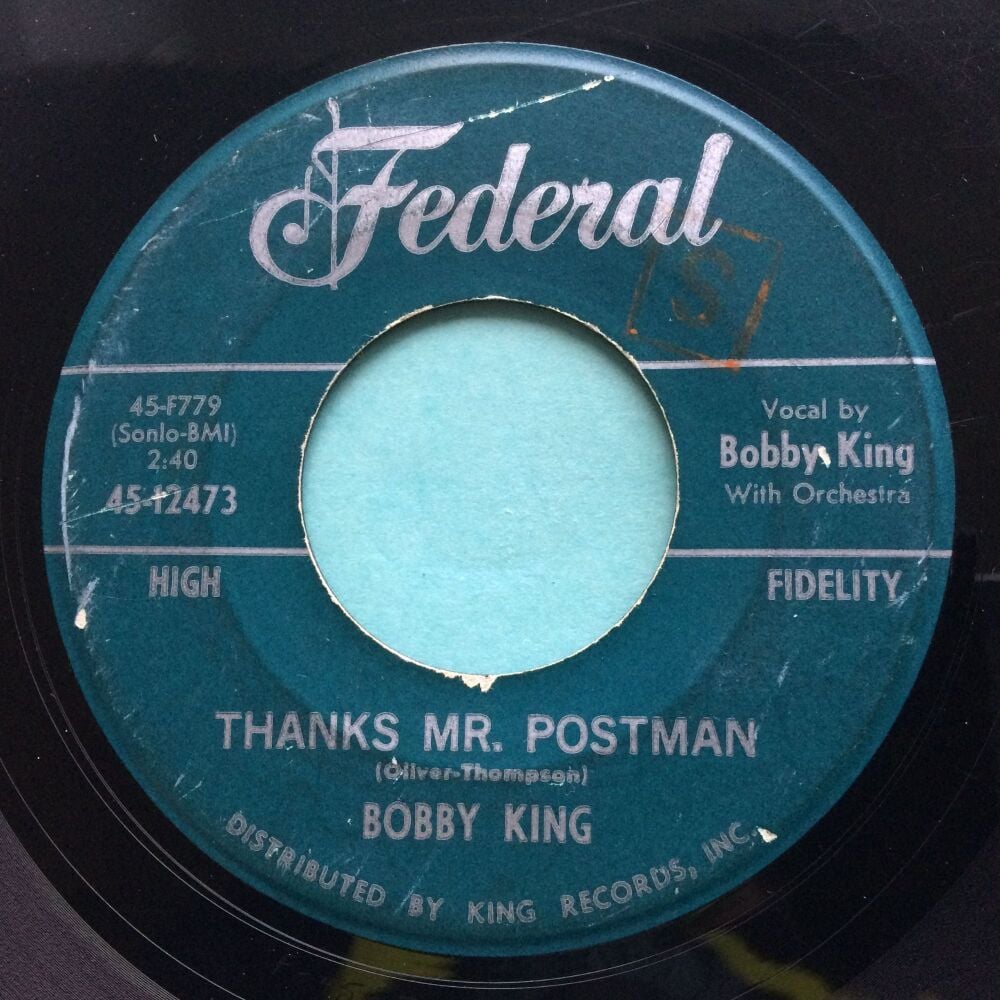 Federal
S
45-F779
(Sonlo-BMI)
2:40
45-12473
Vocal by
Bobby King
With Orchestra
HIGH
FIDELITY
THANKS MR. POSTMAN
(Oliver-Thompson)
BOBBY KING
DISTRIBUTED BY KING RECORDS, INC.